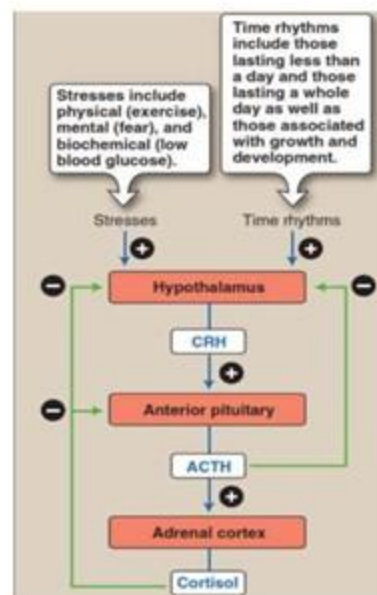 Time rhythms
include those
lasting less than
a day and those
lasting a whole
day as well as
those associated
with growth and
development.
Stresses include
physical (exercise),
mental (fear), and
biochemical (low
blood glucose).
Stresses
Time rhythms
+
+
−
Hypothalamus
−
CRH
+
−
Anterior pituitary
ACTH
+
Adrenal cortex
Cortisol